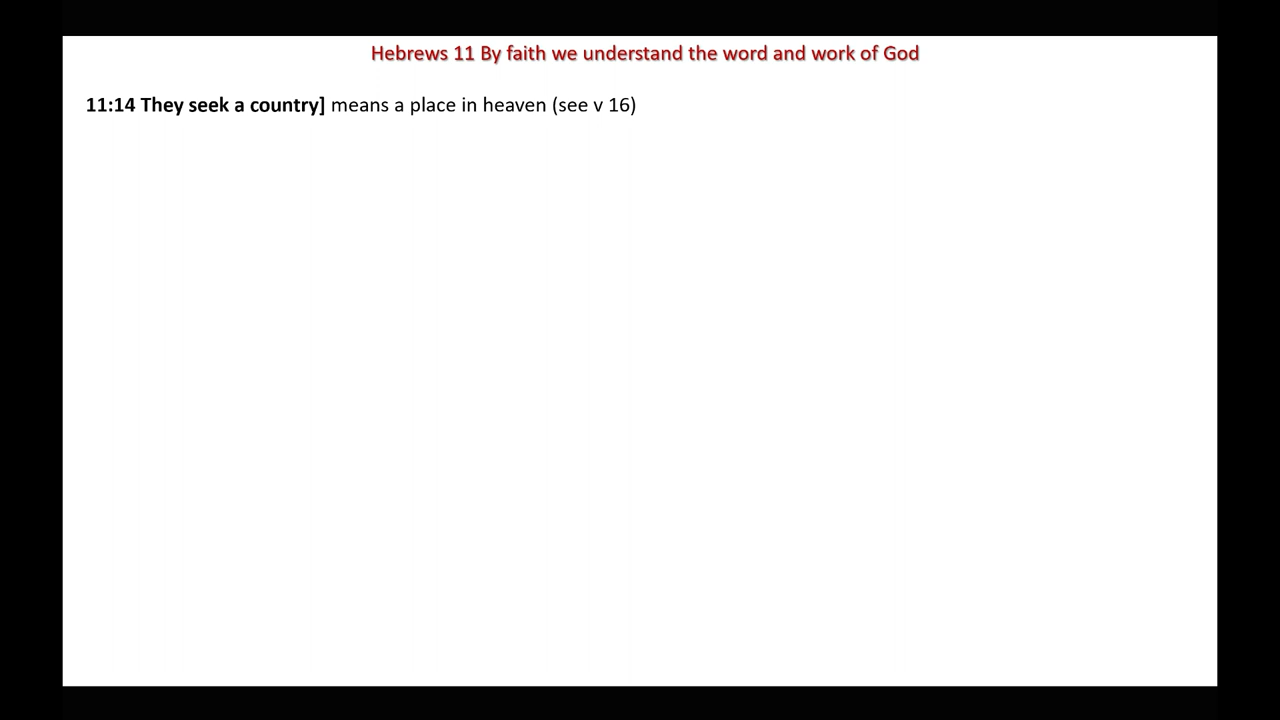 Hebrews 11 By faith we understand the word and work of God
11:14 They seek a country] means a place in heaven (see v 16)